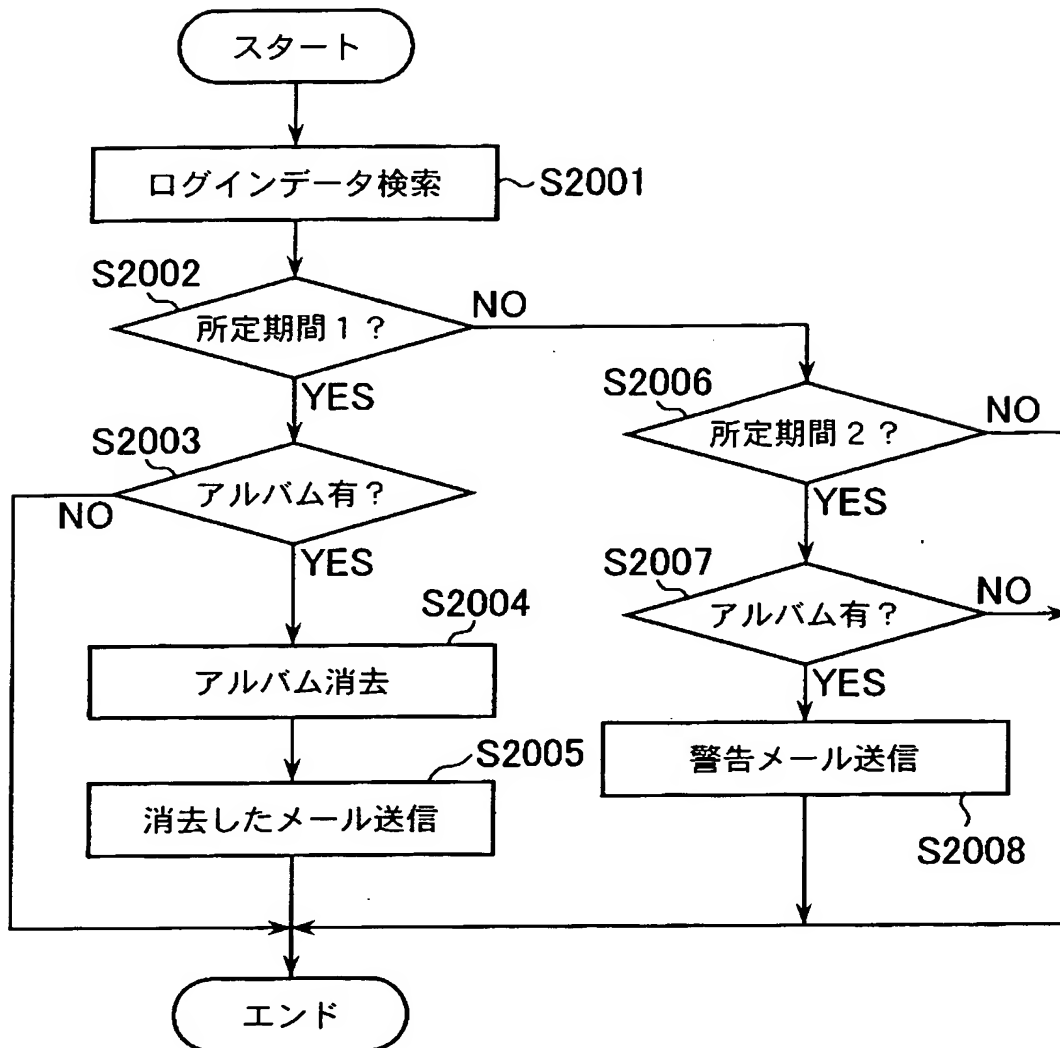 スタート
ログインデータ検索
S2001
S2002
所定期間1?
NO
YES
S2003
アルバム有?
NO
YES
S2004
アルバム消去
S2005
消去したメール送信
S2006
所定期間2?
NO
YES
S2007
アルバム有?
NO
YES
警告メール送信
S2008
エンド